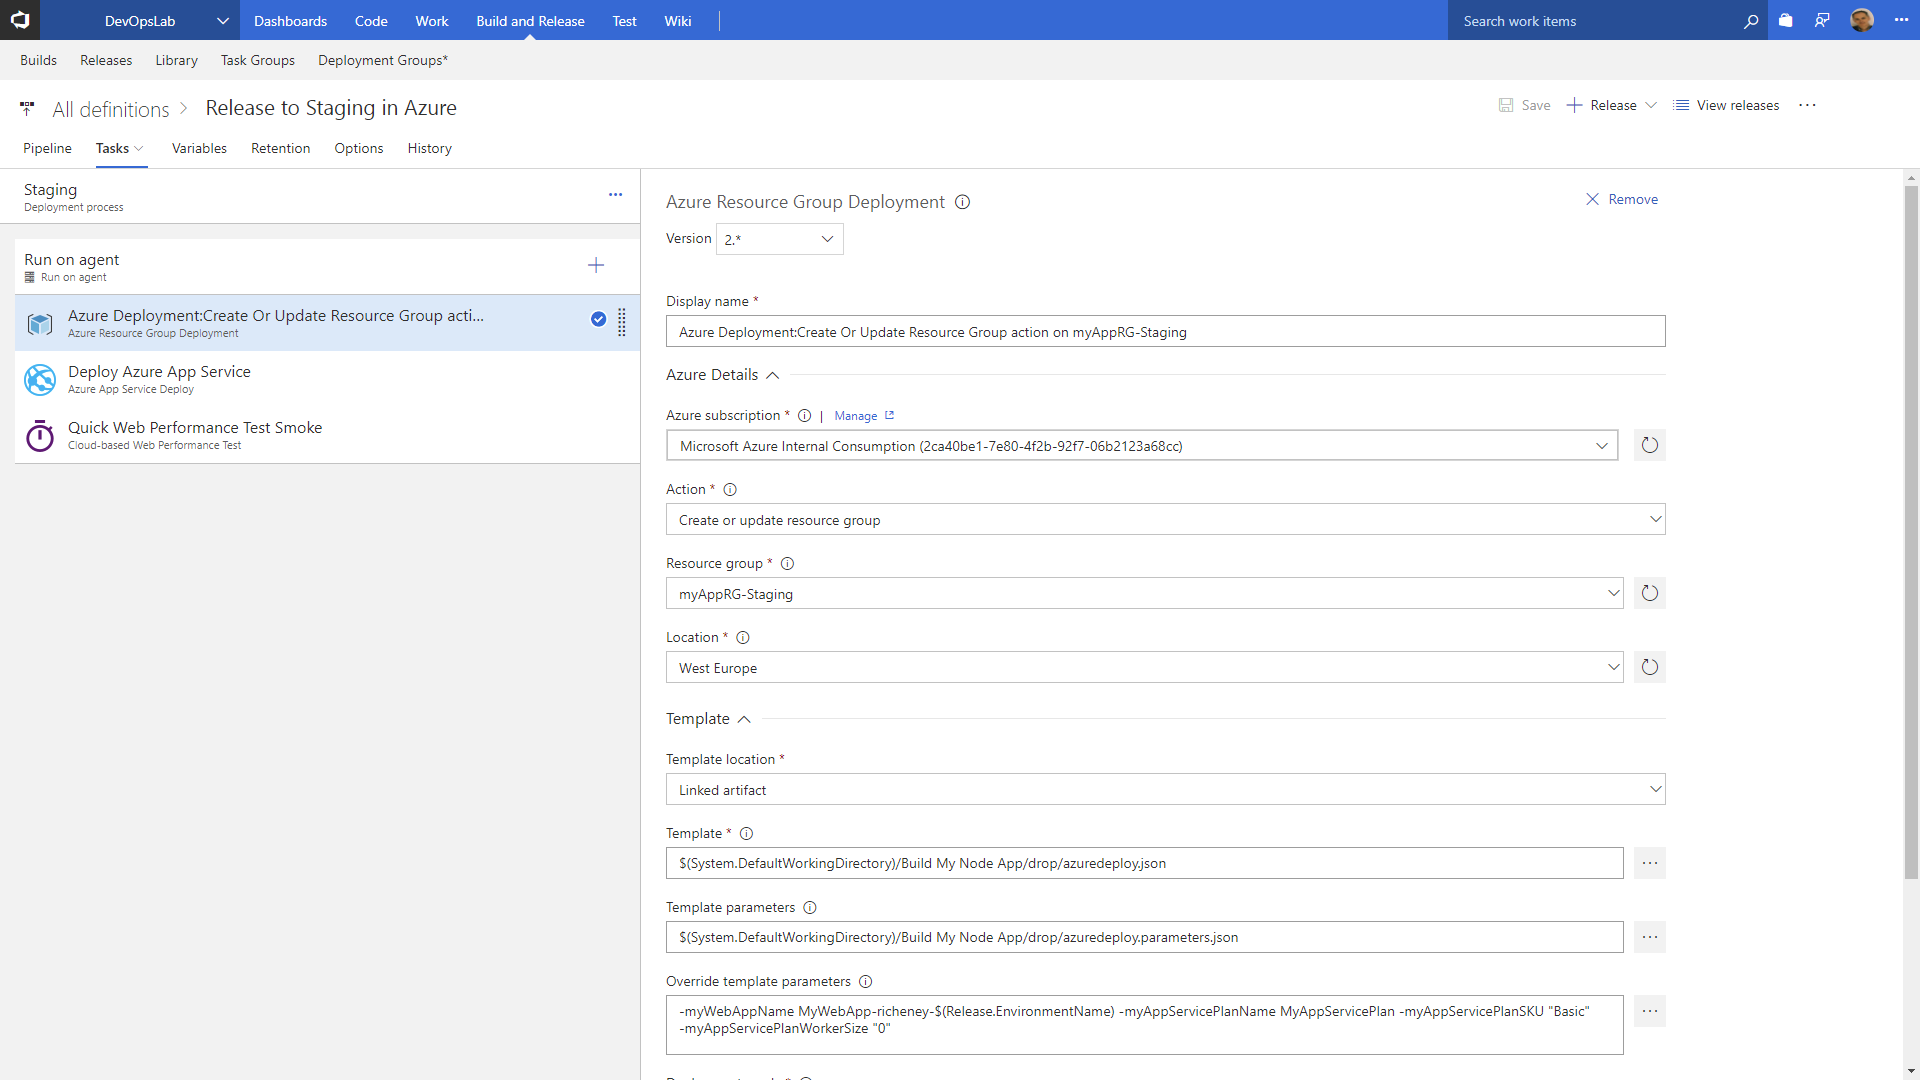 DevOpsLab
Dashboards Code Work Build and Release Test Wiki
Search work items
Builds Releases Library Task Groups Deployment Groups*
All definitions Release to Staging in Azure
Save Release View releases ...
Pipeline Tasks Variables Retention Options History
Staging
Deployment process
Run on agent
Run on agent
Azure Deployment:Create Or Update Resource Group acti...
Azure Resource Group Deployment
Deploy Azure App Service
Azure App Service Deploy
Quick Web Performance Test Smoke
Cloud-based Web Performance Test
Azure Resource Group Deployment
Remove
Version 2.*
Display name *
Azure Deployment:Create Or Update Resource Group action on myAppRG-Staging
Azure Details
Azure subscription * | Manage
Microsoft Azure Internal Consumption (2ca40be1-7e80-4f2b-92f7-06b2123a68cc)
Action *
Create or update resource group
Resource group *
myAppRG-Staging
Location *
West Europe
Template
Template location *
Linked artifact
Template *
$(System.DefaultWorkingDirectory)/Build My Node App/drop/azuredeploy.json
Template parameters
$(System.DefaultWorkingDirectory)/Build My Node App/drop/azuredeploy.parameters.json
Override template parameters
-myWebAppName MyWebApp-richeney-$(Release.EnvironmentName) -myAppServicePlanName MyAppServicePlan -myAppServicePlanSKU "Basic"
-myAppServicePlanWorkerSize "0"